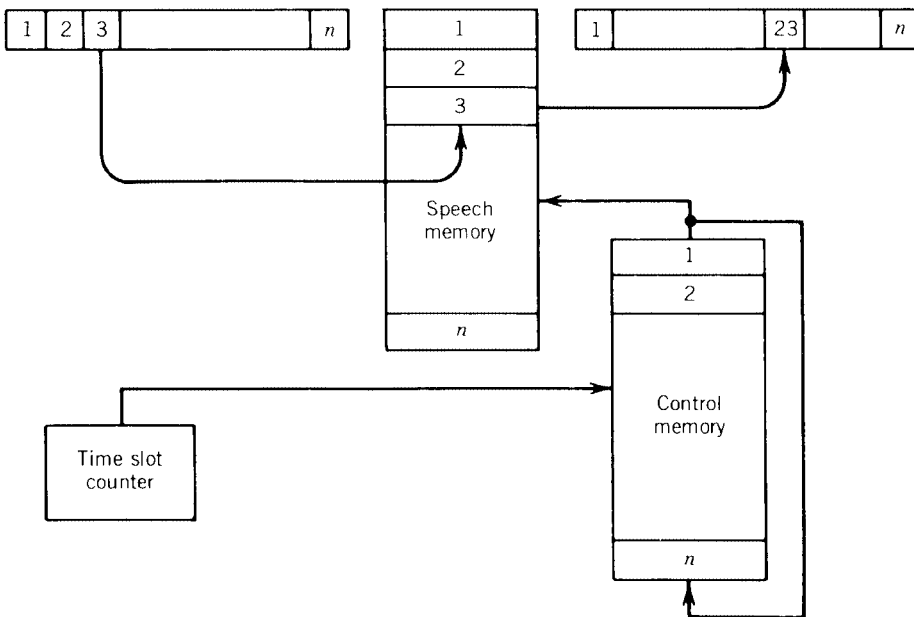 1 2 3 n
1
2
3
Speech
memory
n
1 23 n
1
2
Control
memory
n
Time slot
counter